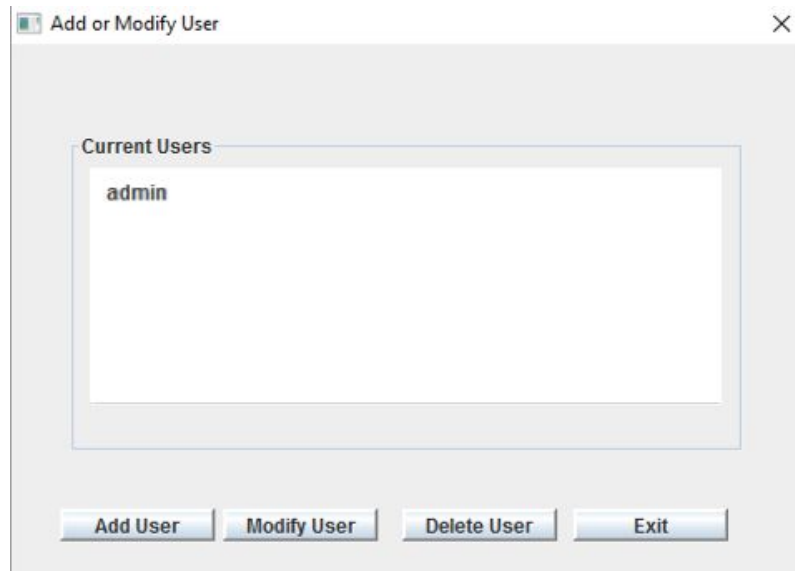 Add or Modify User
Current Users
admin
Add User Modify User Delete User Exit